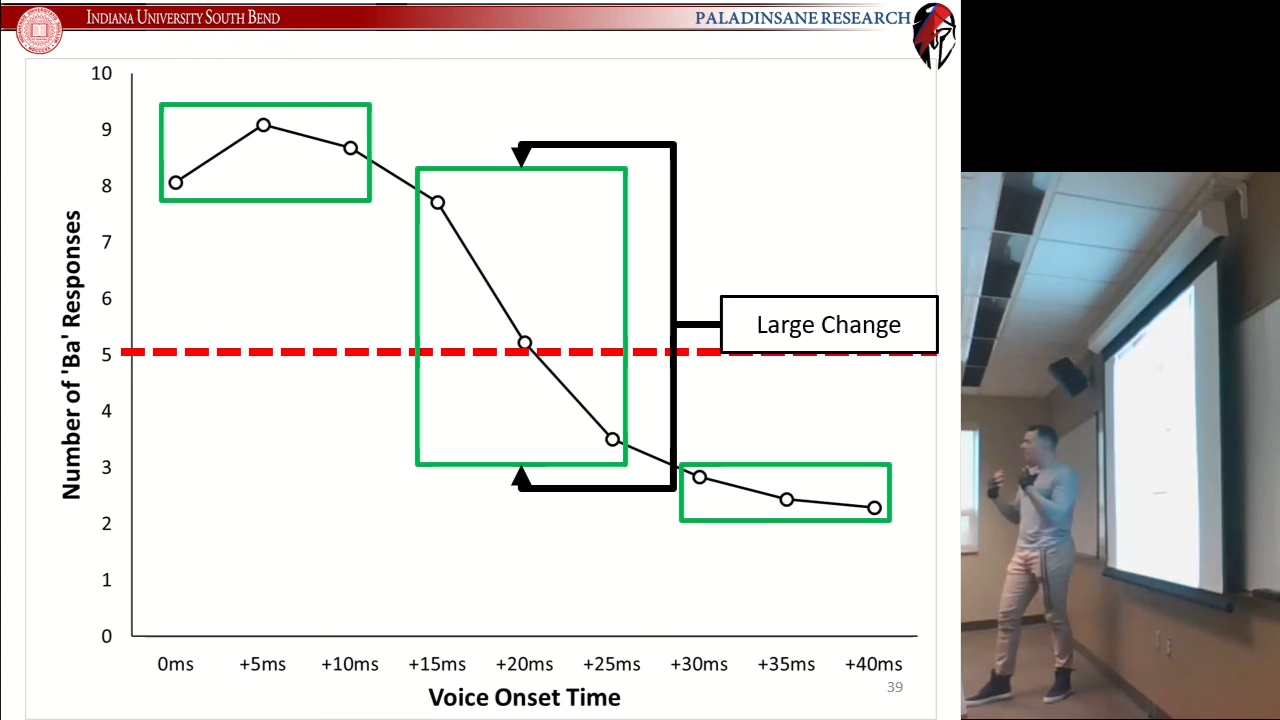 INDIANA UNIVERSITY SOUTH BEND
PALADINSANE RESEARCH
10
9
8
7
6
5
4
3
2
1
0
Number of 'Ba' Responses
Large Change
0ms +5ms +10ms +15ms +20ms +25ms +30ms +35ms +40ms
Voice Onset Time
39